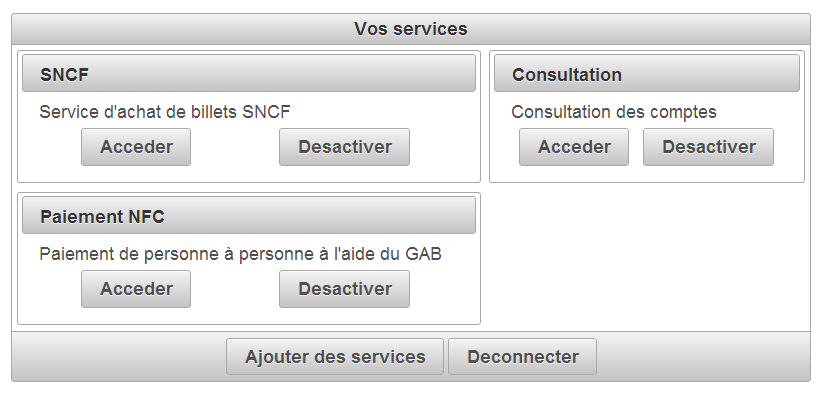 Vos services
SNCF
Service d'achat de billets SNCF
Acceder Desactiver
Consultation
Consultation des comptes
Acceder Desactiver
Paiement NFC
Paiement de personne à personne à l'aide du GAB
Acceder Desactiver
Ajouter des services Deconnecter